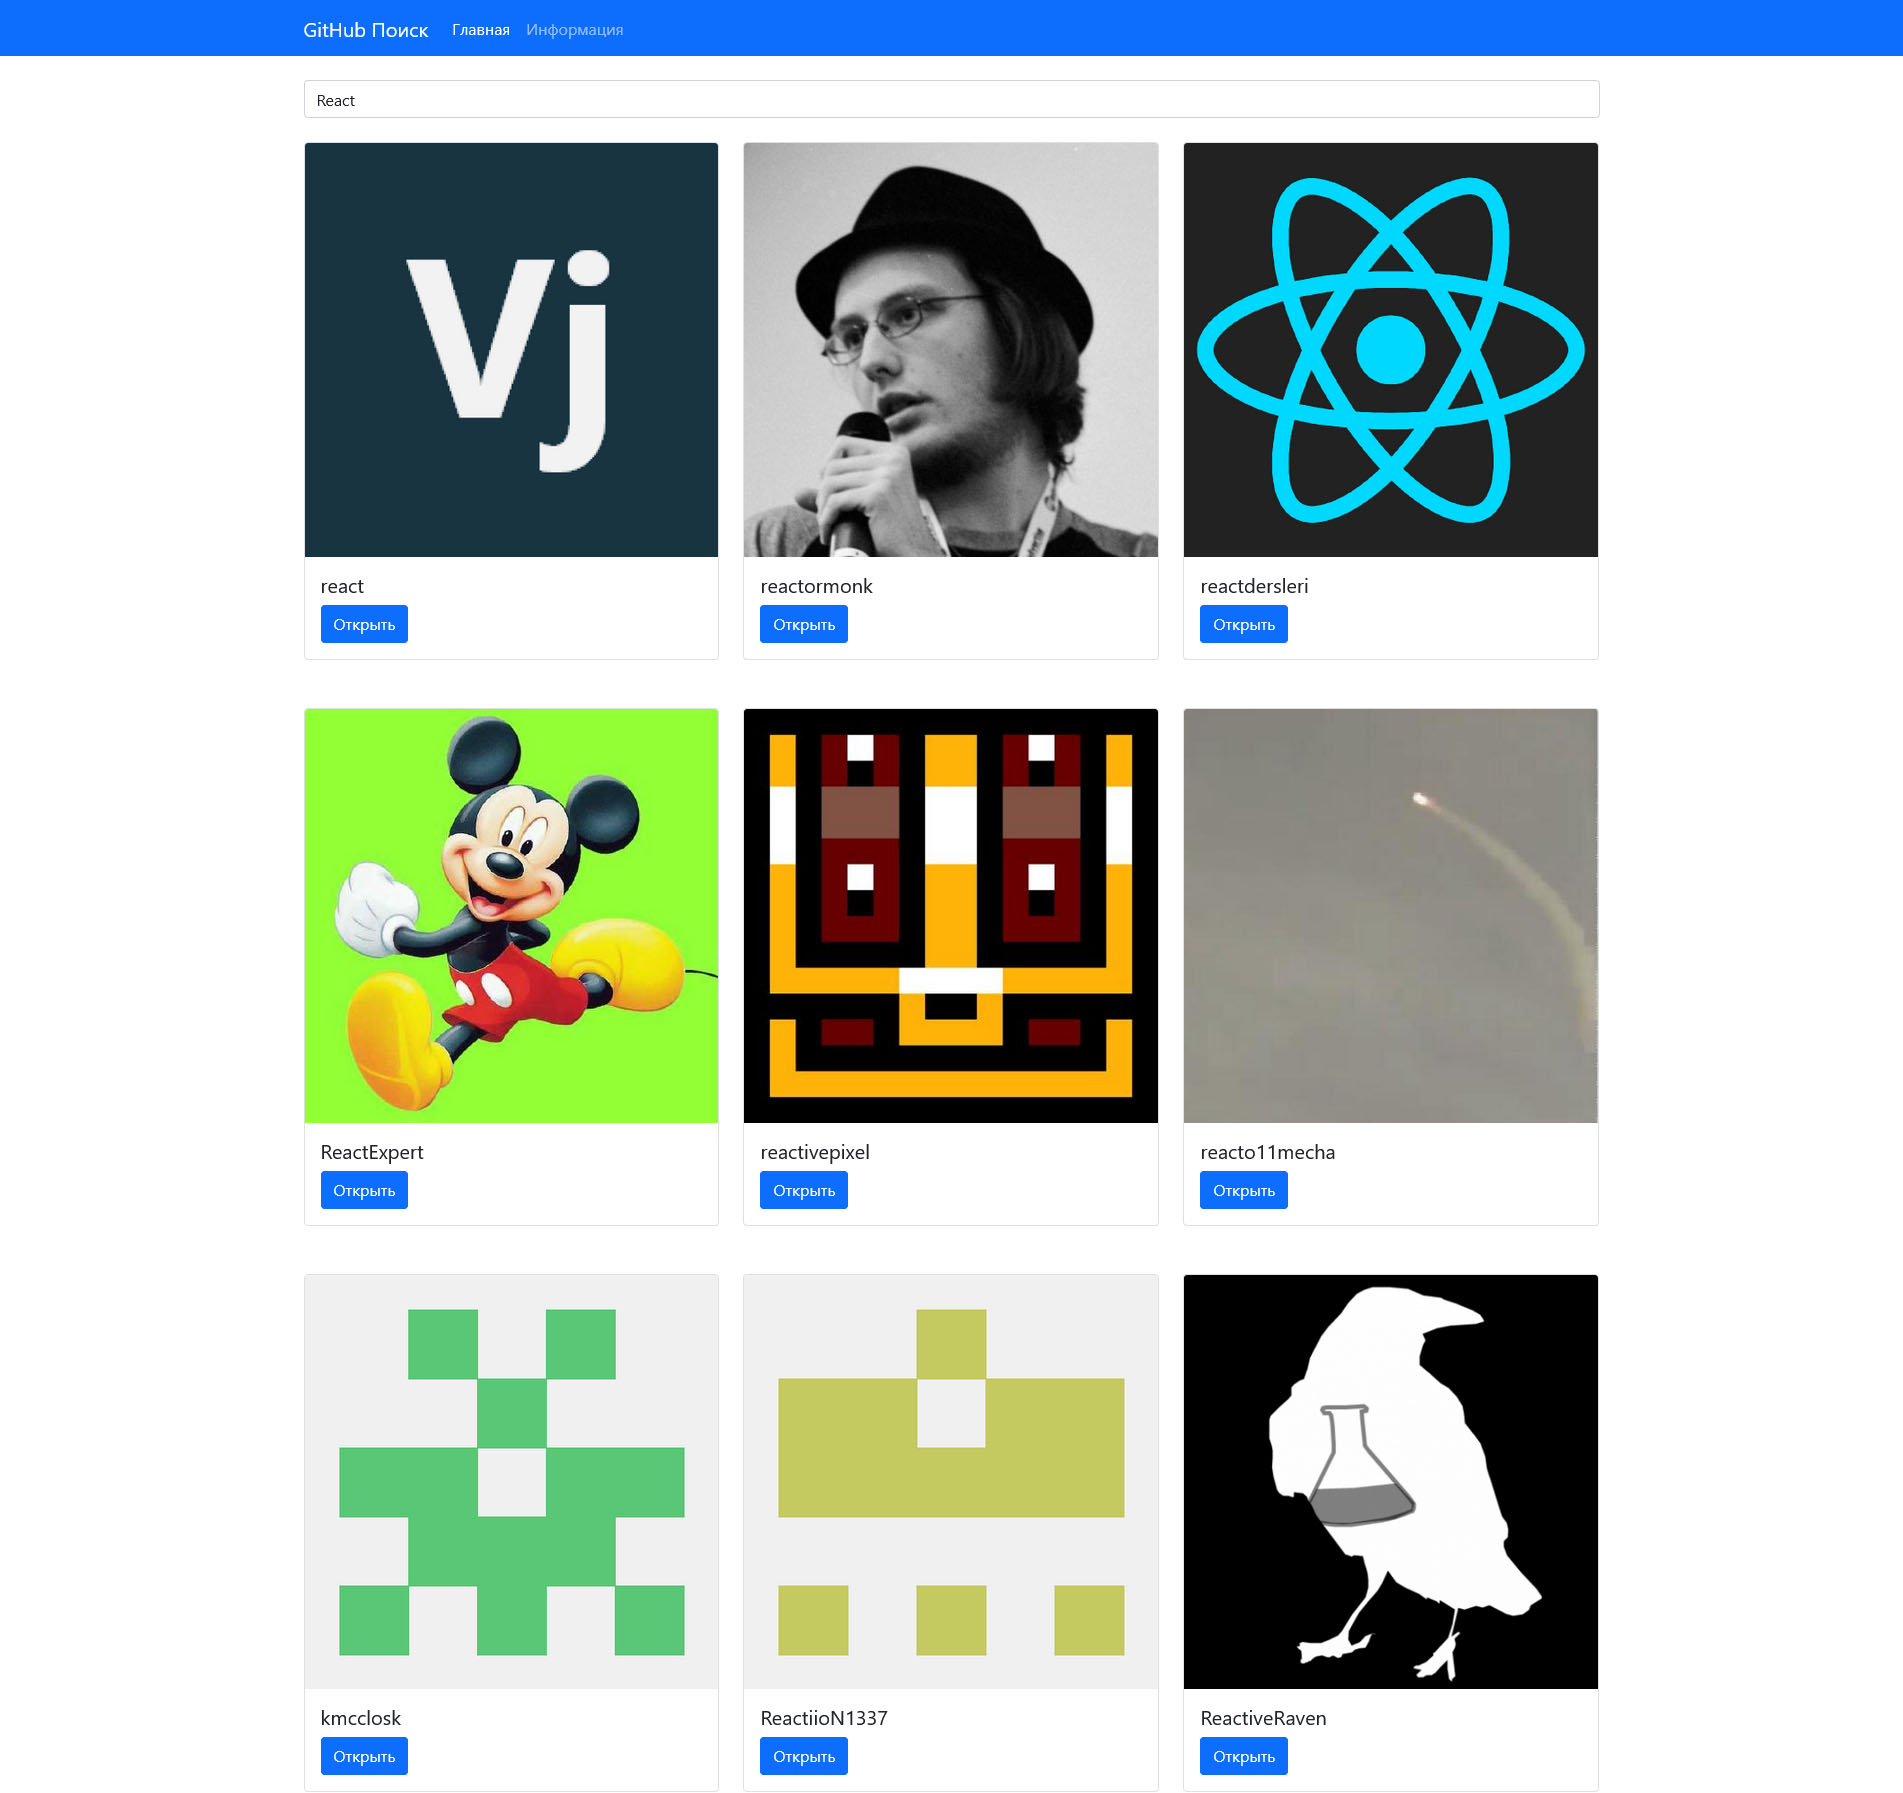 GitHub Поиск Главная Информация
React
Vj
react
Открыть
reactormonk
Открыть
reactdersleri
Открыть
ReactExpert
Открыть
reactivepixel
Открыть
reacto11mecha
Открыть
kmcclosk
Открыть
ReactiioN1337
Открыть
ReactiveRaven
Открыть